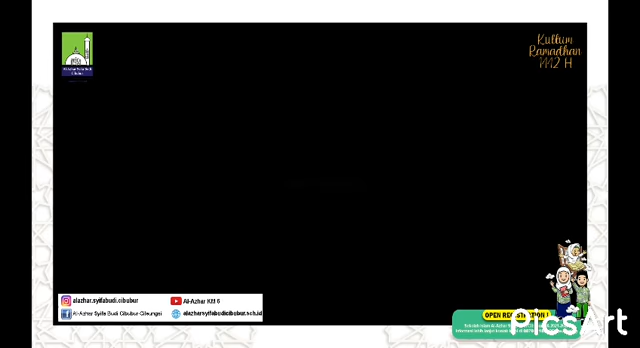 Kultum
Ramadhan
1442 H
alazhar.syifabudi.cibubur
Al-Azhar KM 6
Al-Azhar Syifa Budi Cibubur-Cileungsi
alazharsyifabudicibubur.sch.id
OPEN REGISTRATION !
PicsArt